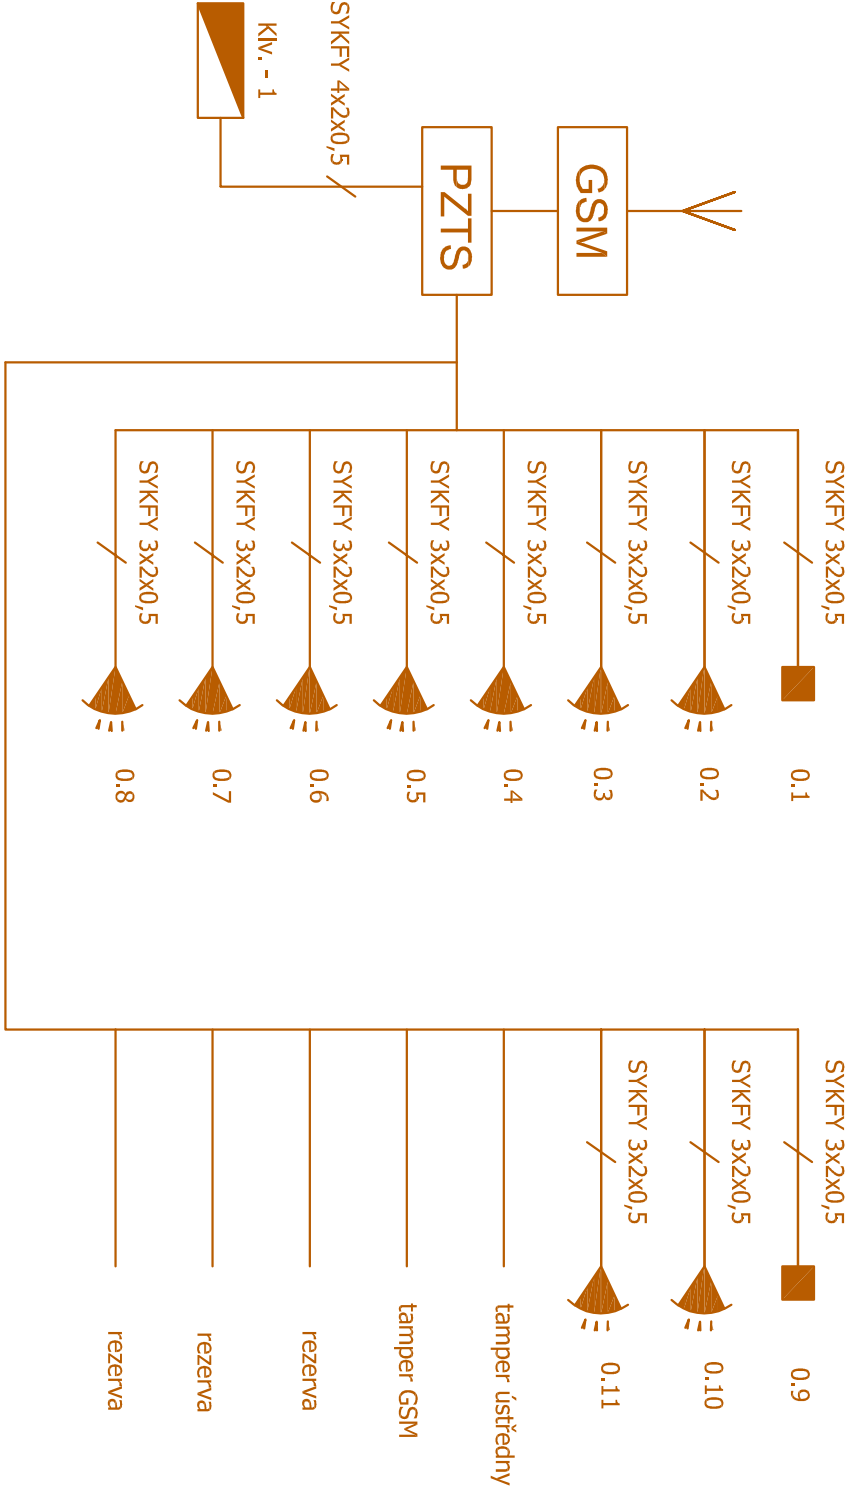 GSM
PZTS
SYKFY 4x2x0,5
Klv. - 1
SYKFY 3x2x0,5
0.1
SYKFY 3x2x0,5
0.2
SYKFY 3x2x0,5
0.3
SYKFY 3x2x0,5
0.4
SYKFY 3x2x0,5
0.5
SYKFY 3x2x0,5
0.6
SYKFY 3x2x0,5
0.7
SYKFY 3x2x0,5
0.8
SYKFY 3x2x0,5
0.9
SYKFY 3x2x0,5
0.10
SYKFY 3x2x0,5
0.11
tamper ústředny
tamper GSM
rezerva
rezerva
rezerva